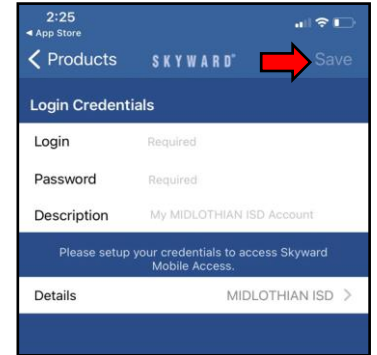 2:25
◀ App Store
Products SKYWARD® Save
Login Credentials
Login Required
Password Required
Description My MIDLOTHIAN ISD Account
Please setup your credentials to access Skyward
Mobile Access.
Details MIDLOTHIAN ISD